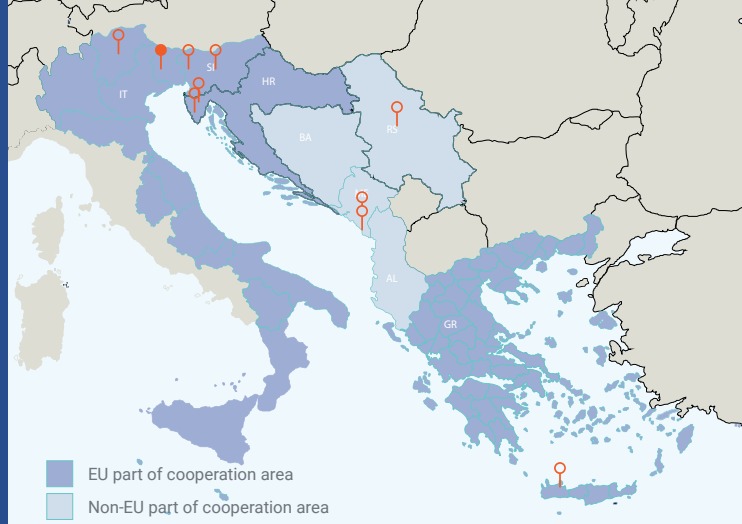 SI
HR
IT
RS
BA
AL
GR
EU part of cooperation area
Non-EU part of cooperation area